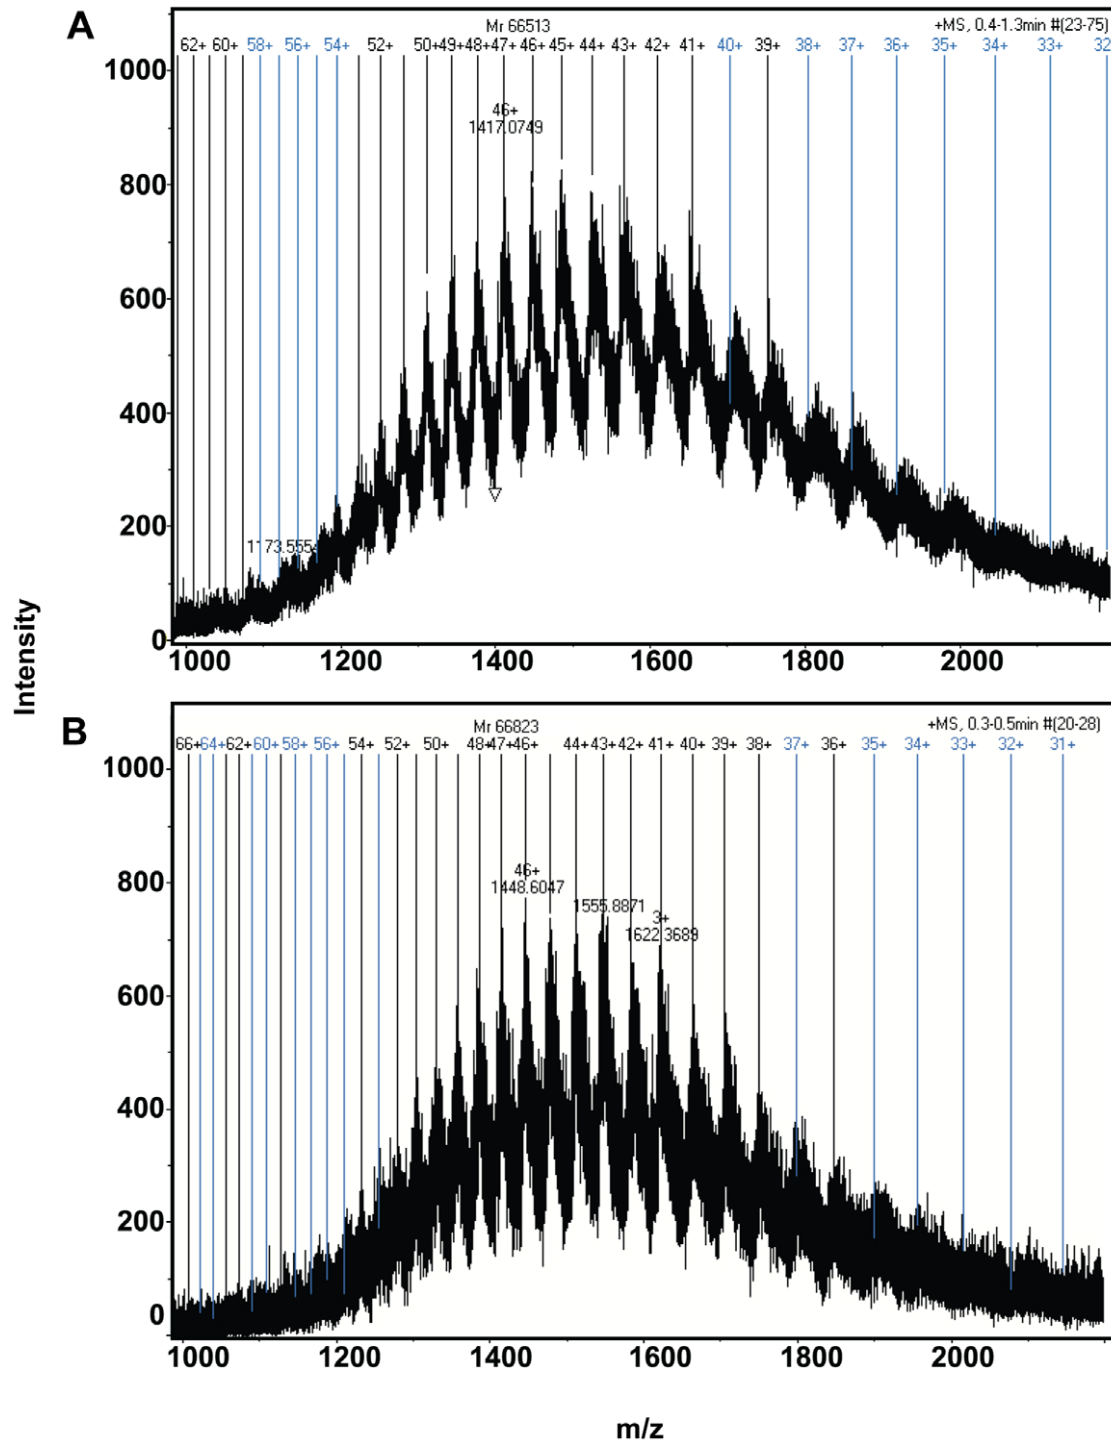 A
Mr 66513
+MS, 0.4-1.3min #(23-75)
62+ 60+ 58+ 56+ 54+ 52+ 50+ 49+ 48+ 47+ 46+ 45+ 44+ 43+ 42+ 41+ 40+ 39+ 38+ 37+ 36+ 35+ 34+ 33+ 32
1000
46+
1417.0749
800
600
400
200
1173.555
0
1000 1200 1400 1600 1800 2000
Intensity
B
Mr 66823
+MS, 0.3-0.5min #(20-28)
66+ 64+ 62+ 60+ 58+ 56+ 54+ 52+ 50+ 48+ 47+ 46+ 44+ 43+ 42+ 41+ 40+ 39+ 38+ 37+ 36+ 35+ 34+ 33+ 32+ 31+
1000
46+
1448.6047
1555.8871
3+
1622.3689
800
600
400
200
0
1000 1200 1400 1600 1800 2000
m/z